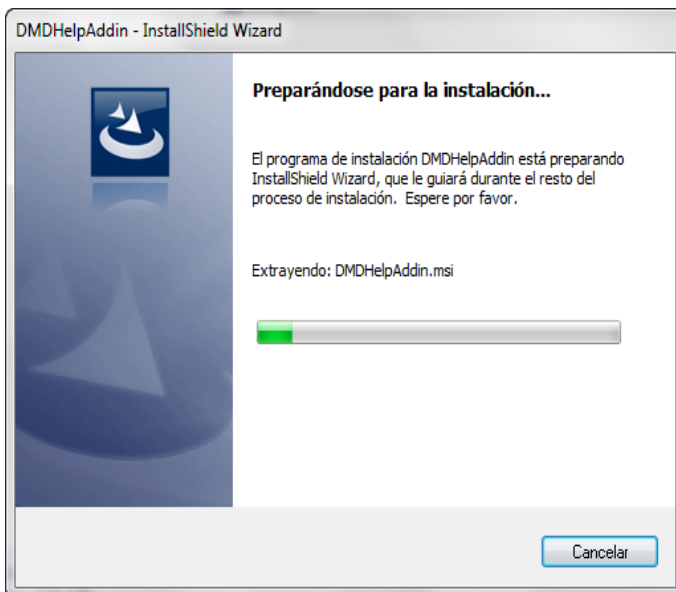 DMDHelpAddin - InstallShield Wizard
Preparándose para la instalación...
El programa de instalación DMDHelpAddin está preparando
InstallShield Wizard, que le guiará durante el resto del
proceso de instalación.  Espere por favor.
Extrayendo: DMDHelpAddin.msi
Cancelar